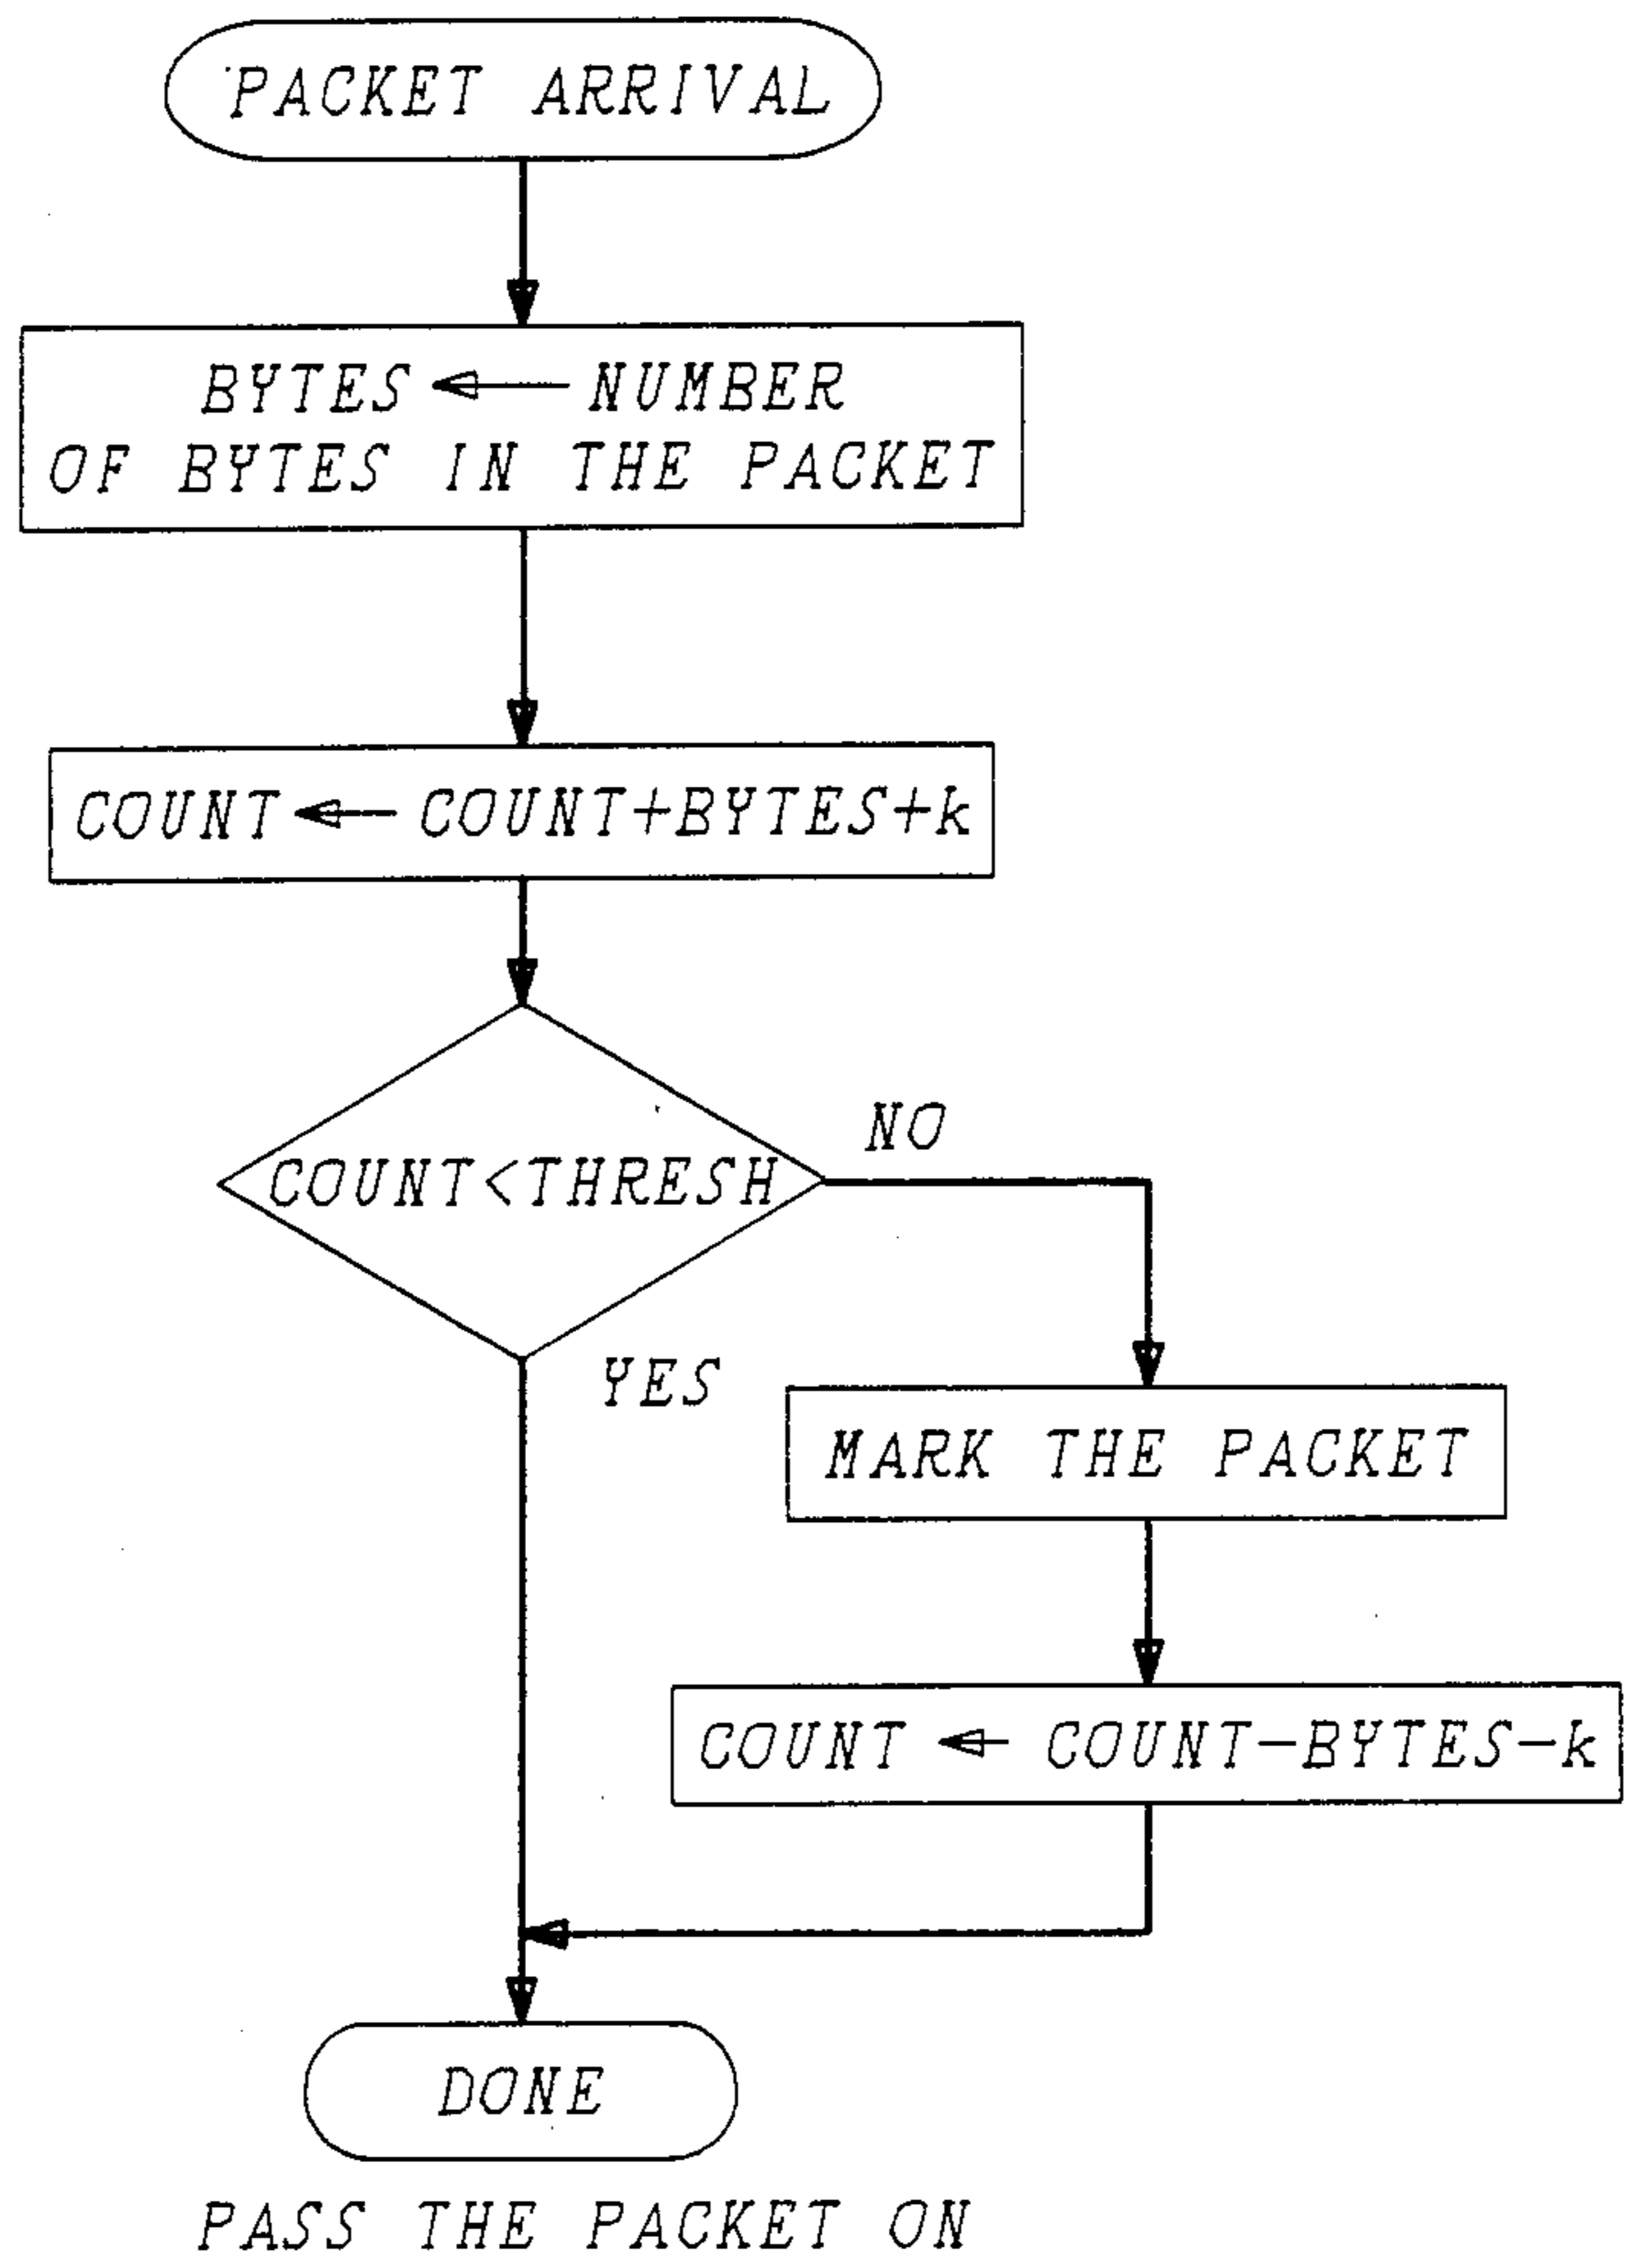 PACKET ARRIVAL
BYTES ← NUMBER
OF BYTES IN THE PACKET
COUNT ← COUNT+BYTES+k
COUNT<THRESH
NO
YES
MARK THE PACKET
COUNT ← COUNT-BYTES-k
DONE
PASS THE PACKET ON